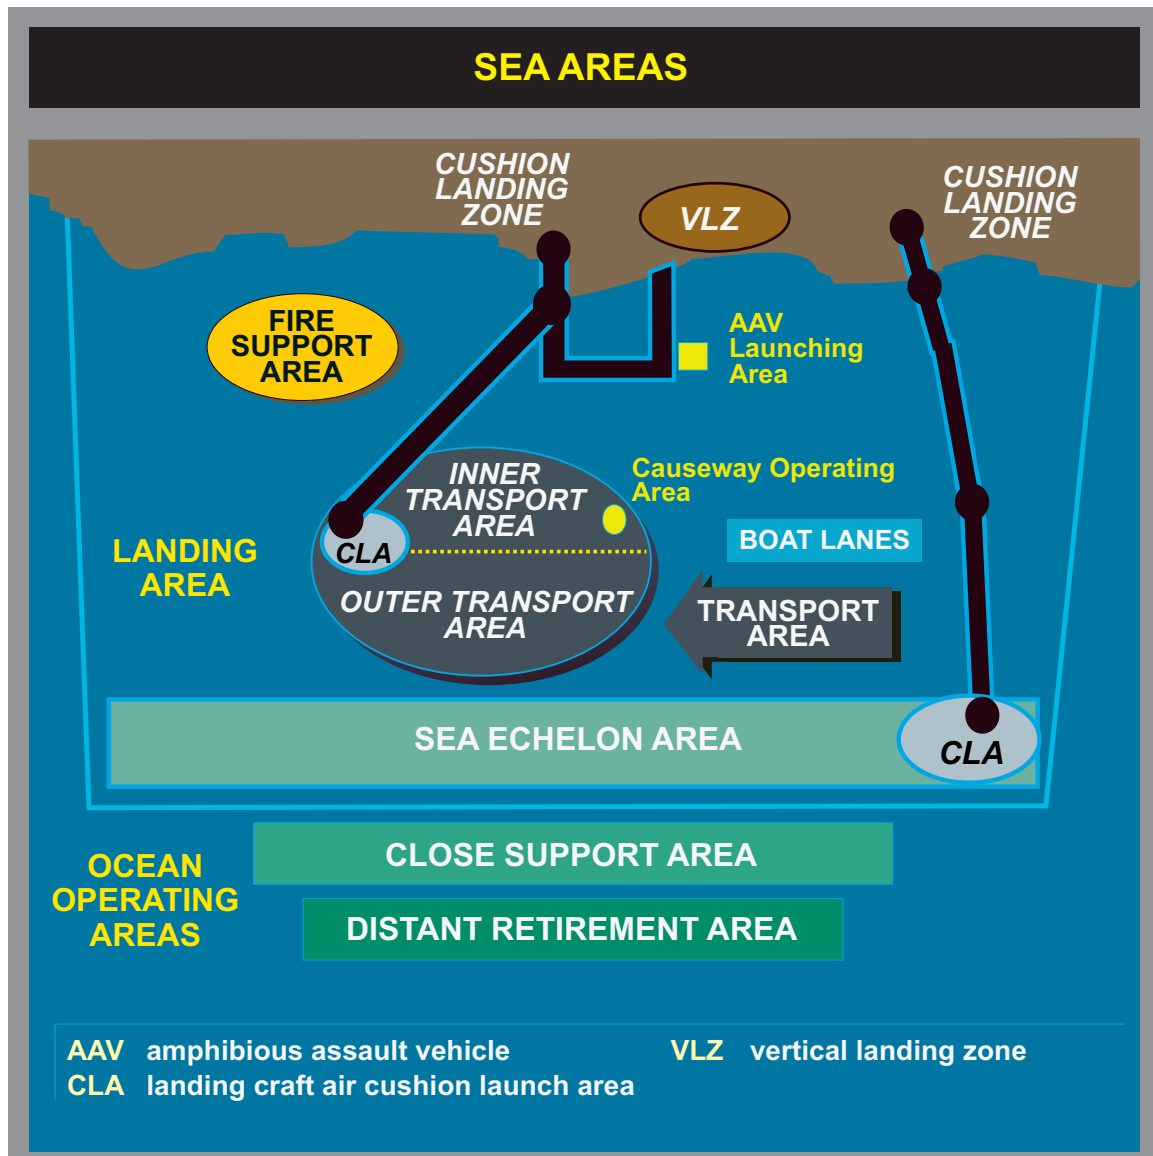 SEA AREAS
CUSHION
LANDING
ZONE
VLZ
CUSHION
LANDING
ZONE
FIRE
SUPPORT
AREA
AAV
Launching
Area
INNER
TRANSPORT
AREA
Causeway Operating
Area
CLA
BOAT LANES
LANDING
AREA
OUTER TRANSPORT
AREA
TRANSPORT
AREA
SEA ECHELON AREA
CLA
CLOSE SUPPORT AREA
OCEAN
OPERATING
AREAS
DISTANT RETIREMENT AREA
AAV amphibious assault vehicle
VLZ vertical landing zone
CLA landing craft air cushion launch area